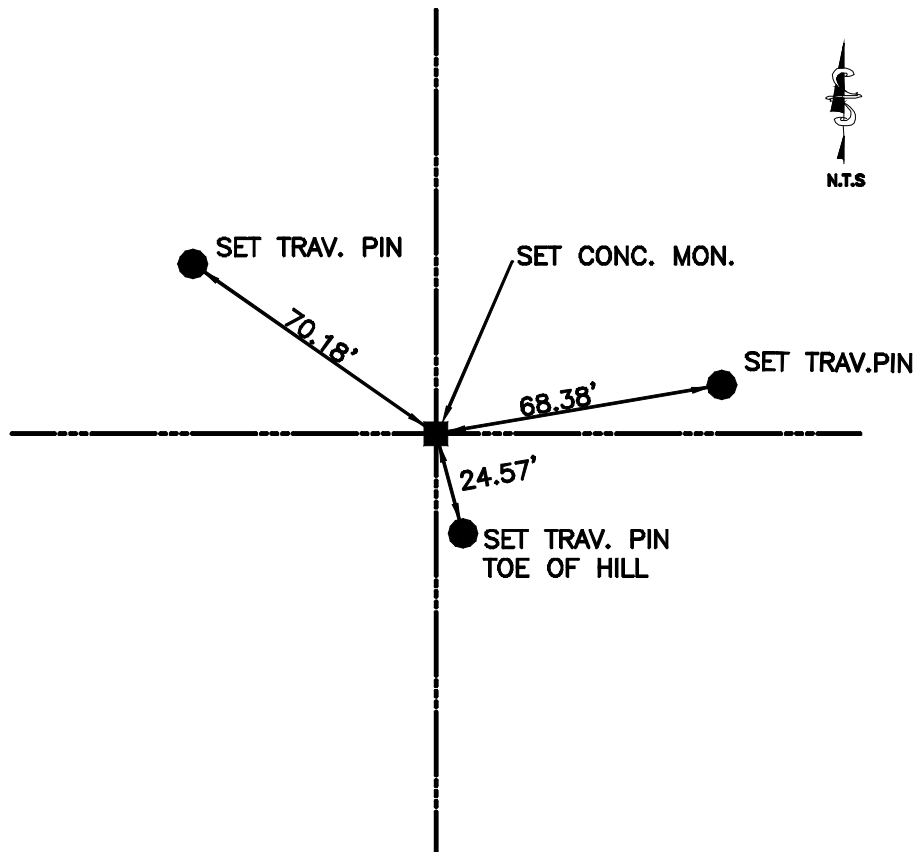 N.T.S
SET TRAV. PIN
SET CONC. MON.
70.18'
SET TRAV.PIN
68.38'
24.57'
SET TRAV. PIN
TOE OF HILL